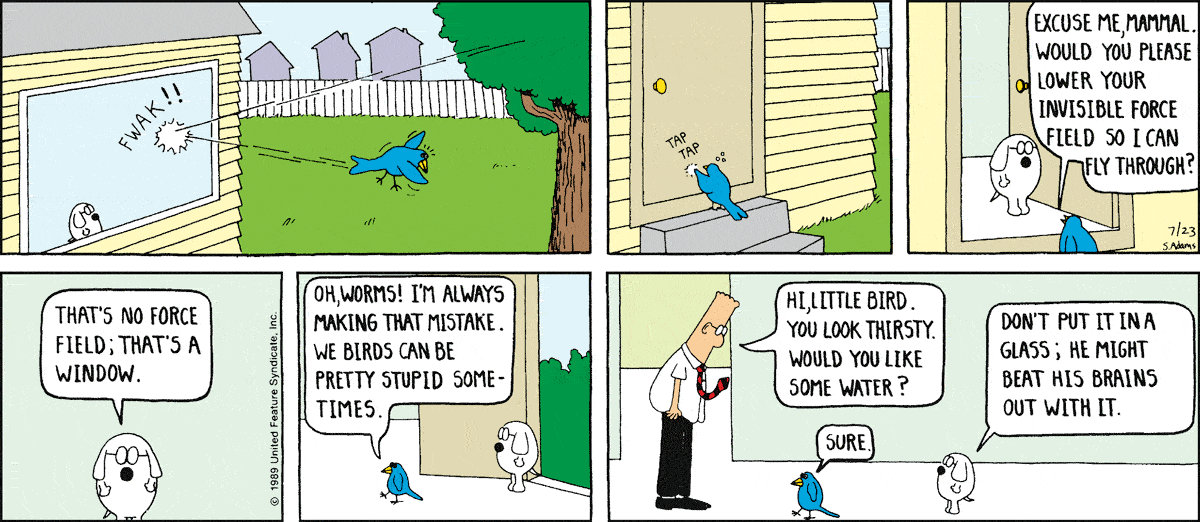 FWAK!!
TAP
TAP
EXCUSE ME, MAMMAL.
WOULD YOU PLEASE
LOWER YOUR
INVISIBLE FORCE
FIELD SO I CAN
FLY THROUGH?
7/23
S.Adams
THAT'S NO FORCE
FIELD; THAT'S A
WINDOW.
© 1989 United Feature Syndicate, Inc.
OH, WORMS! I'M ALWAYS
MAKING THAT MISTAKE.
WE BIRDS CAN BE
PRETTY STUPID SOME-
TIMES.
HI, LITTLE BIRD.
YOU LOOK THIRSTY.
WOULD YOU LIKE
SOME WATER?
SURE.
DON'T PUT IT IN A
GLASS; HE MIGHT
BEAT HIS BRAINS
OUT WITH IT.